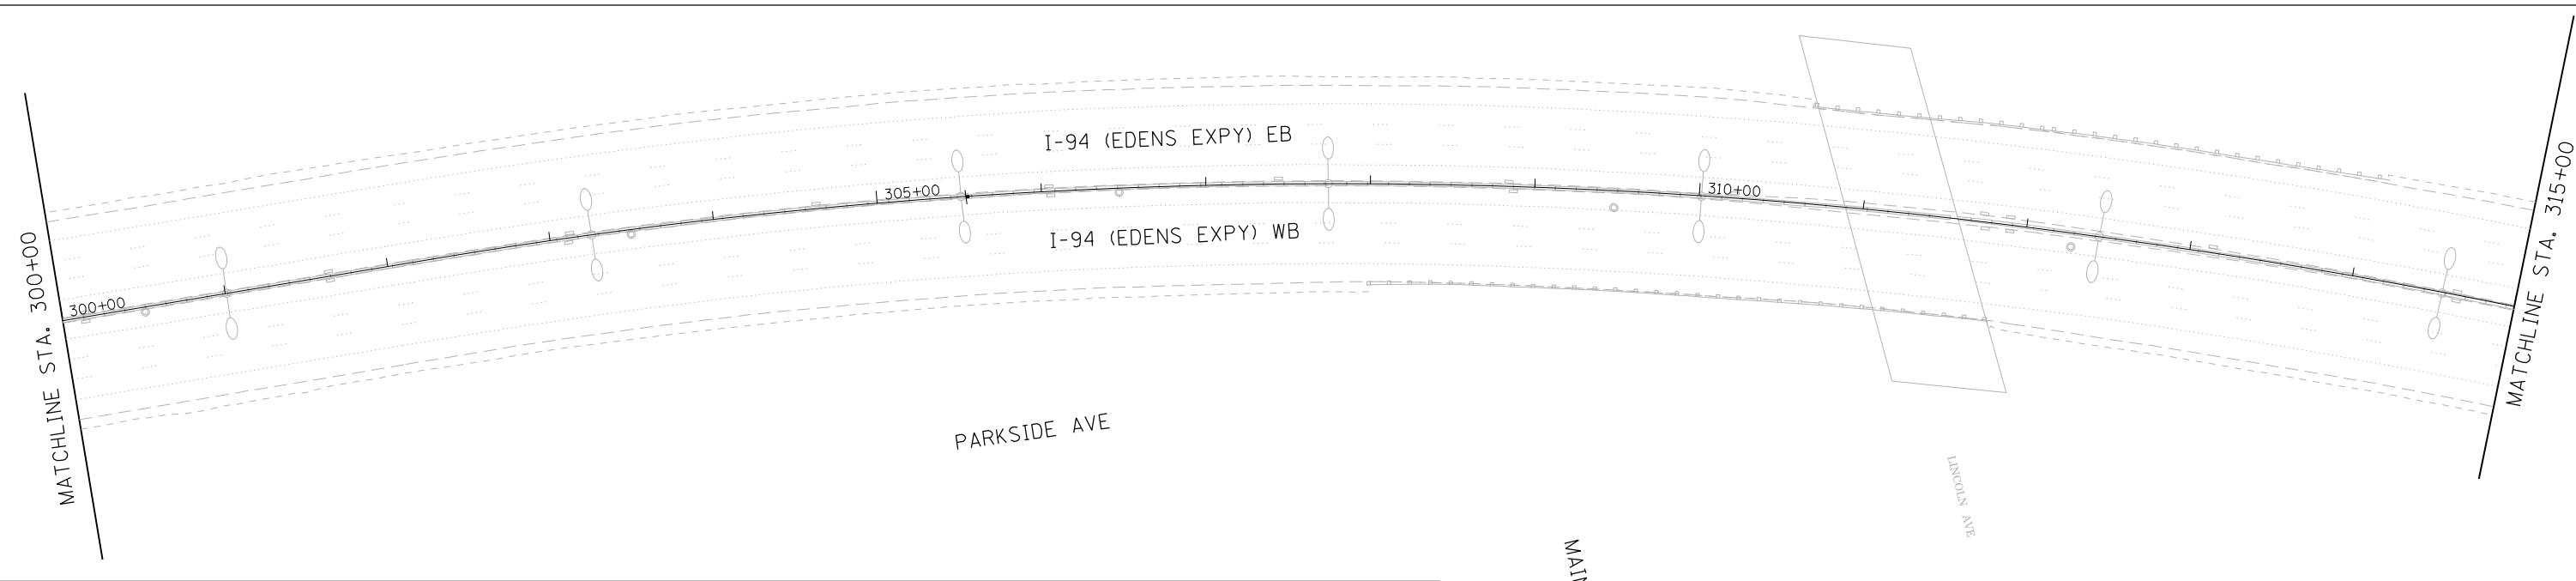 MATCHLINE STA. 300+00
300+00
I-94 (EDENS EXPY) EB
305+00
I-94 (EDENS EXPY) WB
310+00
MATCHLINE STA. 315+00
PARKSIDE AVE
LINCOLN AVE